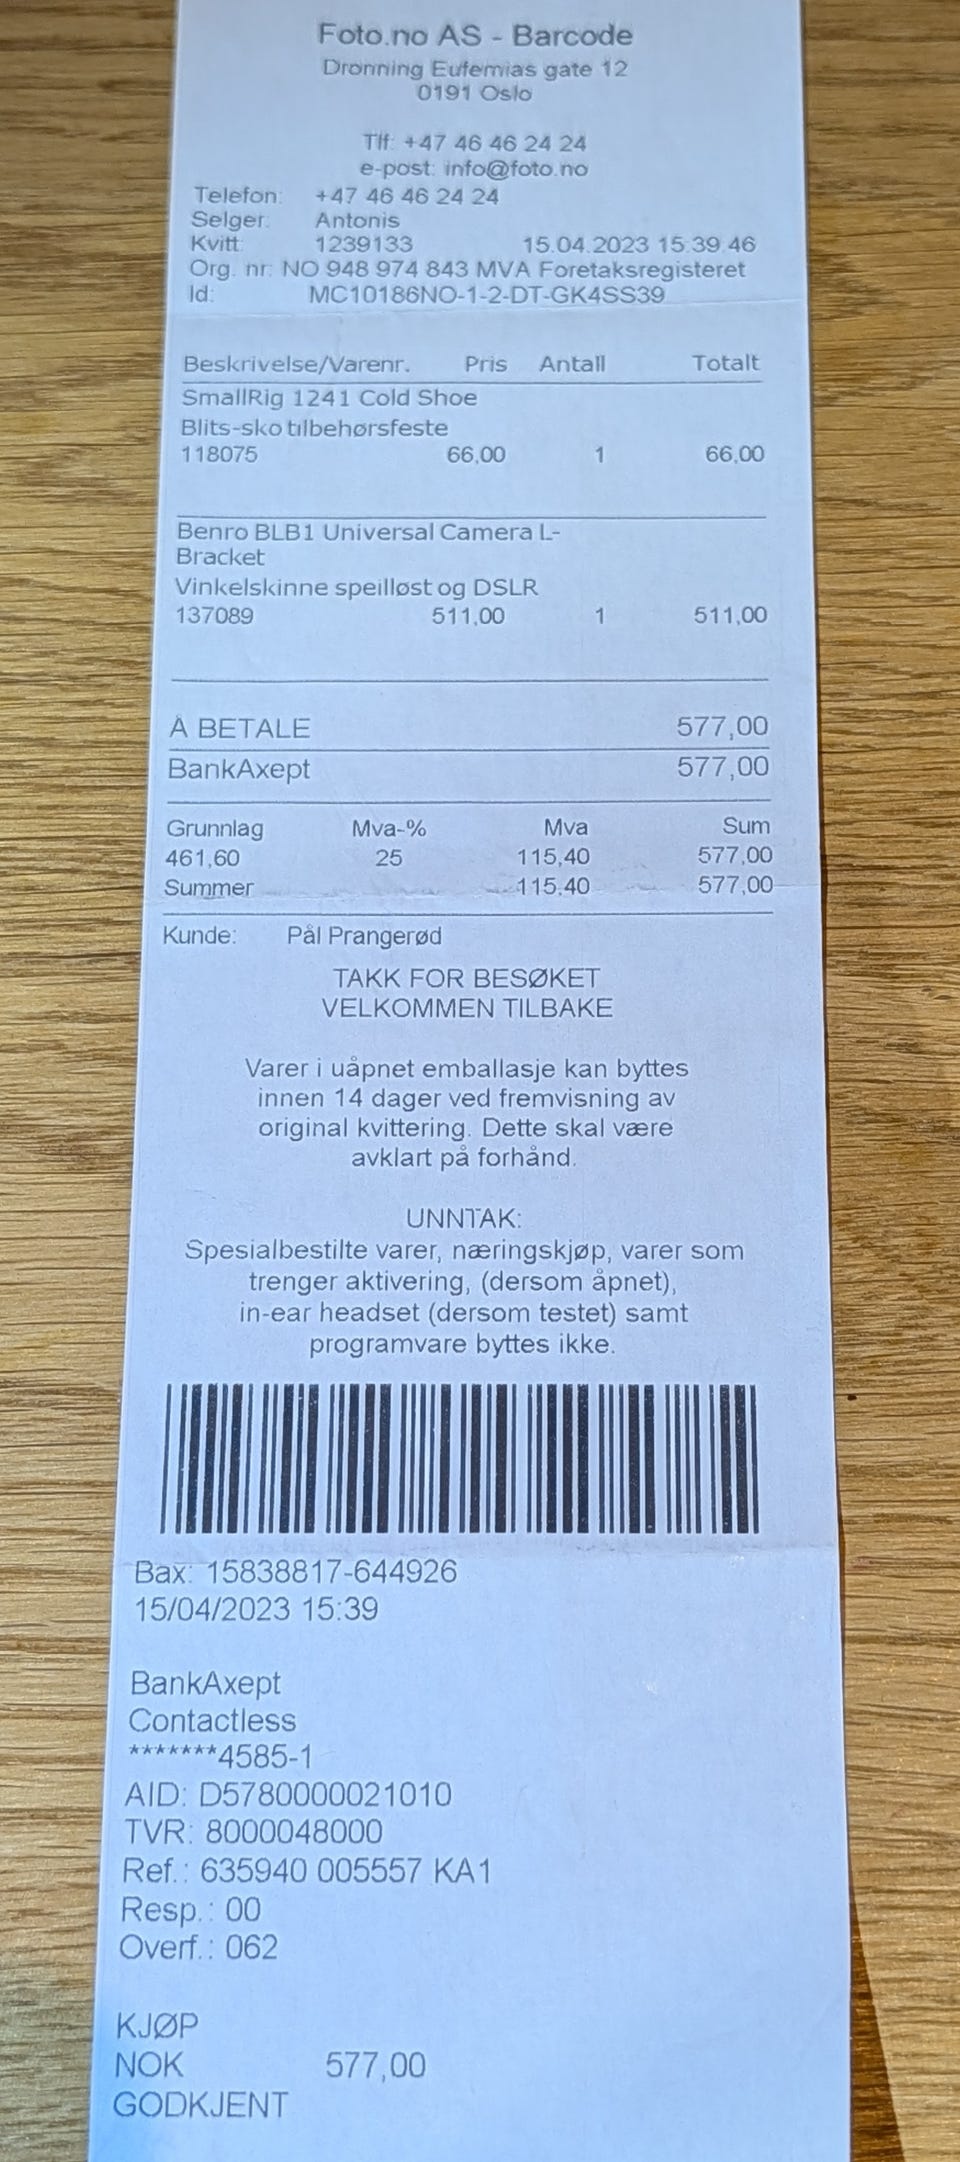 Foto.no AS - Barcode
Dronning Eufemias gate 12
0191 Oslo
Tlf: +47 46 46 24 24
e-post: info@foto.no
Telefon: +47 46 46 24 24
Selger: Antonis
Kvitt: 1239133 15.04.2023 15:39:46
Org. nr: NO 948 974 843 MVA Foretaksregisteret
Id: MC10186NO-1-2-DT-GK4SS39
Beskrivelse/Varenr. Pris Antall Totalt
SmallRig 1241 Cold Shoe
Blits-sko tilbehørsfeste
118075 66,00 1 66,00
Benro BLB1 Universal Camera L-
Bracket
Vinkelskinne speilløst og DSLR
137089 511,00 1 511,00
Å BETALE 577,00
BankAxept 577,00
Grunnlag Mva-% Mva Sum
461,60 25 115,40 577,00
Summer 115,40 577,00
Kunde: Pål Prangerød
TAKK FOR BESØKET
VELKOMMEN TILBAKE
Varer i uåpnet emballasje kan byttes
innen 14 dager ved fremvisning av
original kvittering. Dette skal være
avklart på forhånd.
UNNTAK:
Spesialbestilte varer, næringskjøp, varer som
trenger aktivering, (dersom åpnet),
in-ear headset (dersom testet) samt
programvare byttes ikke.
Bax: 15838817-644926
15/04/2023 15:39
BankAxept
Contactless
*******4585-1
AID: D5780000021010
TVR: 8000048000
Ref.: 635940 005557 KA1
Resp.: 00
Overf.: 062
KJØP
NOK 577,00
GODKJENT